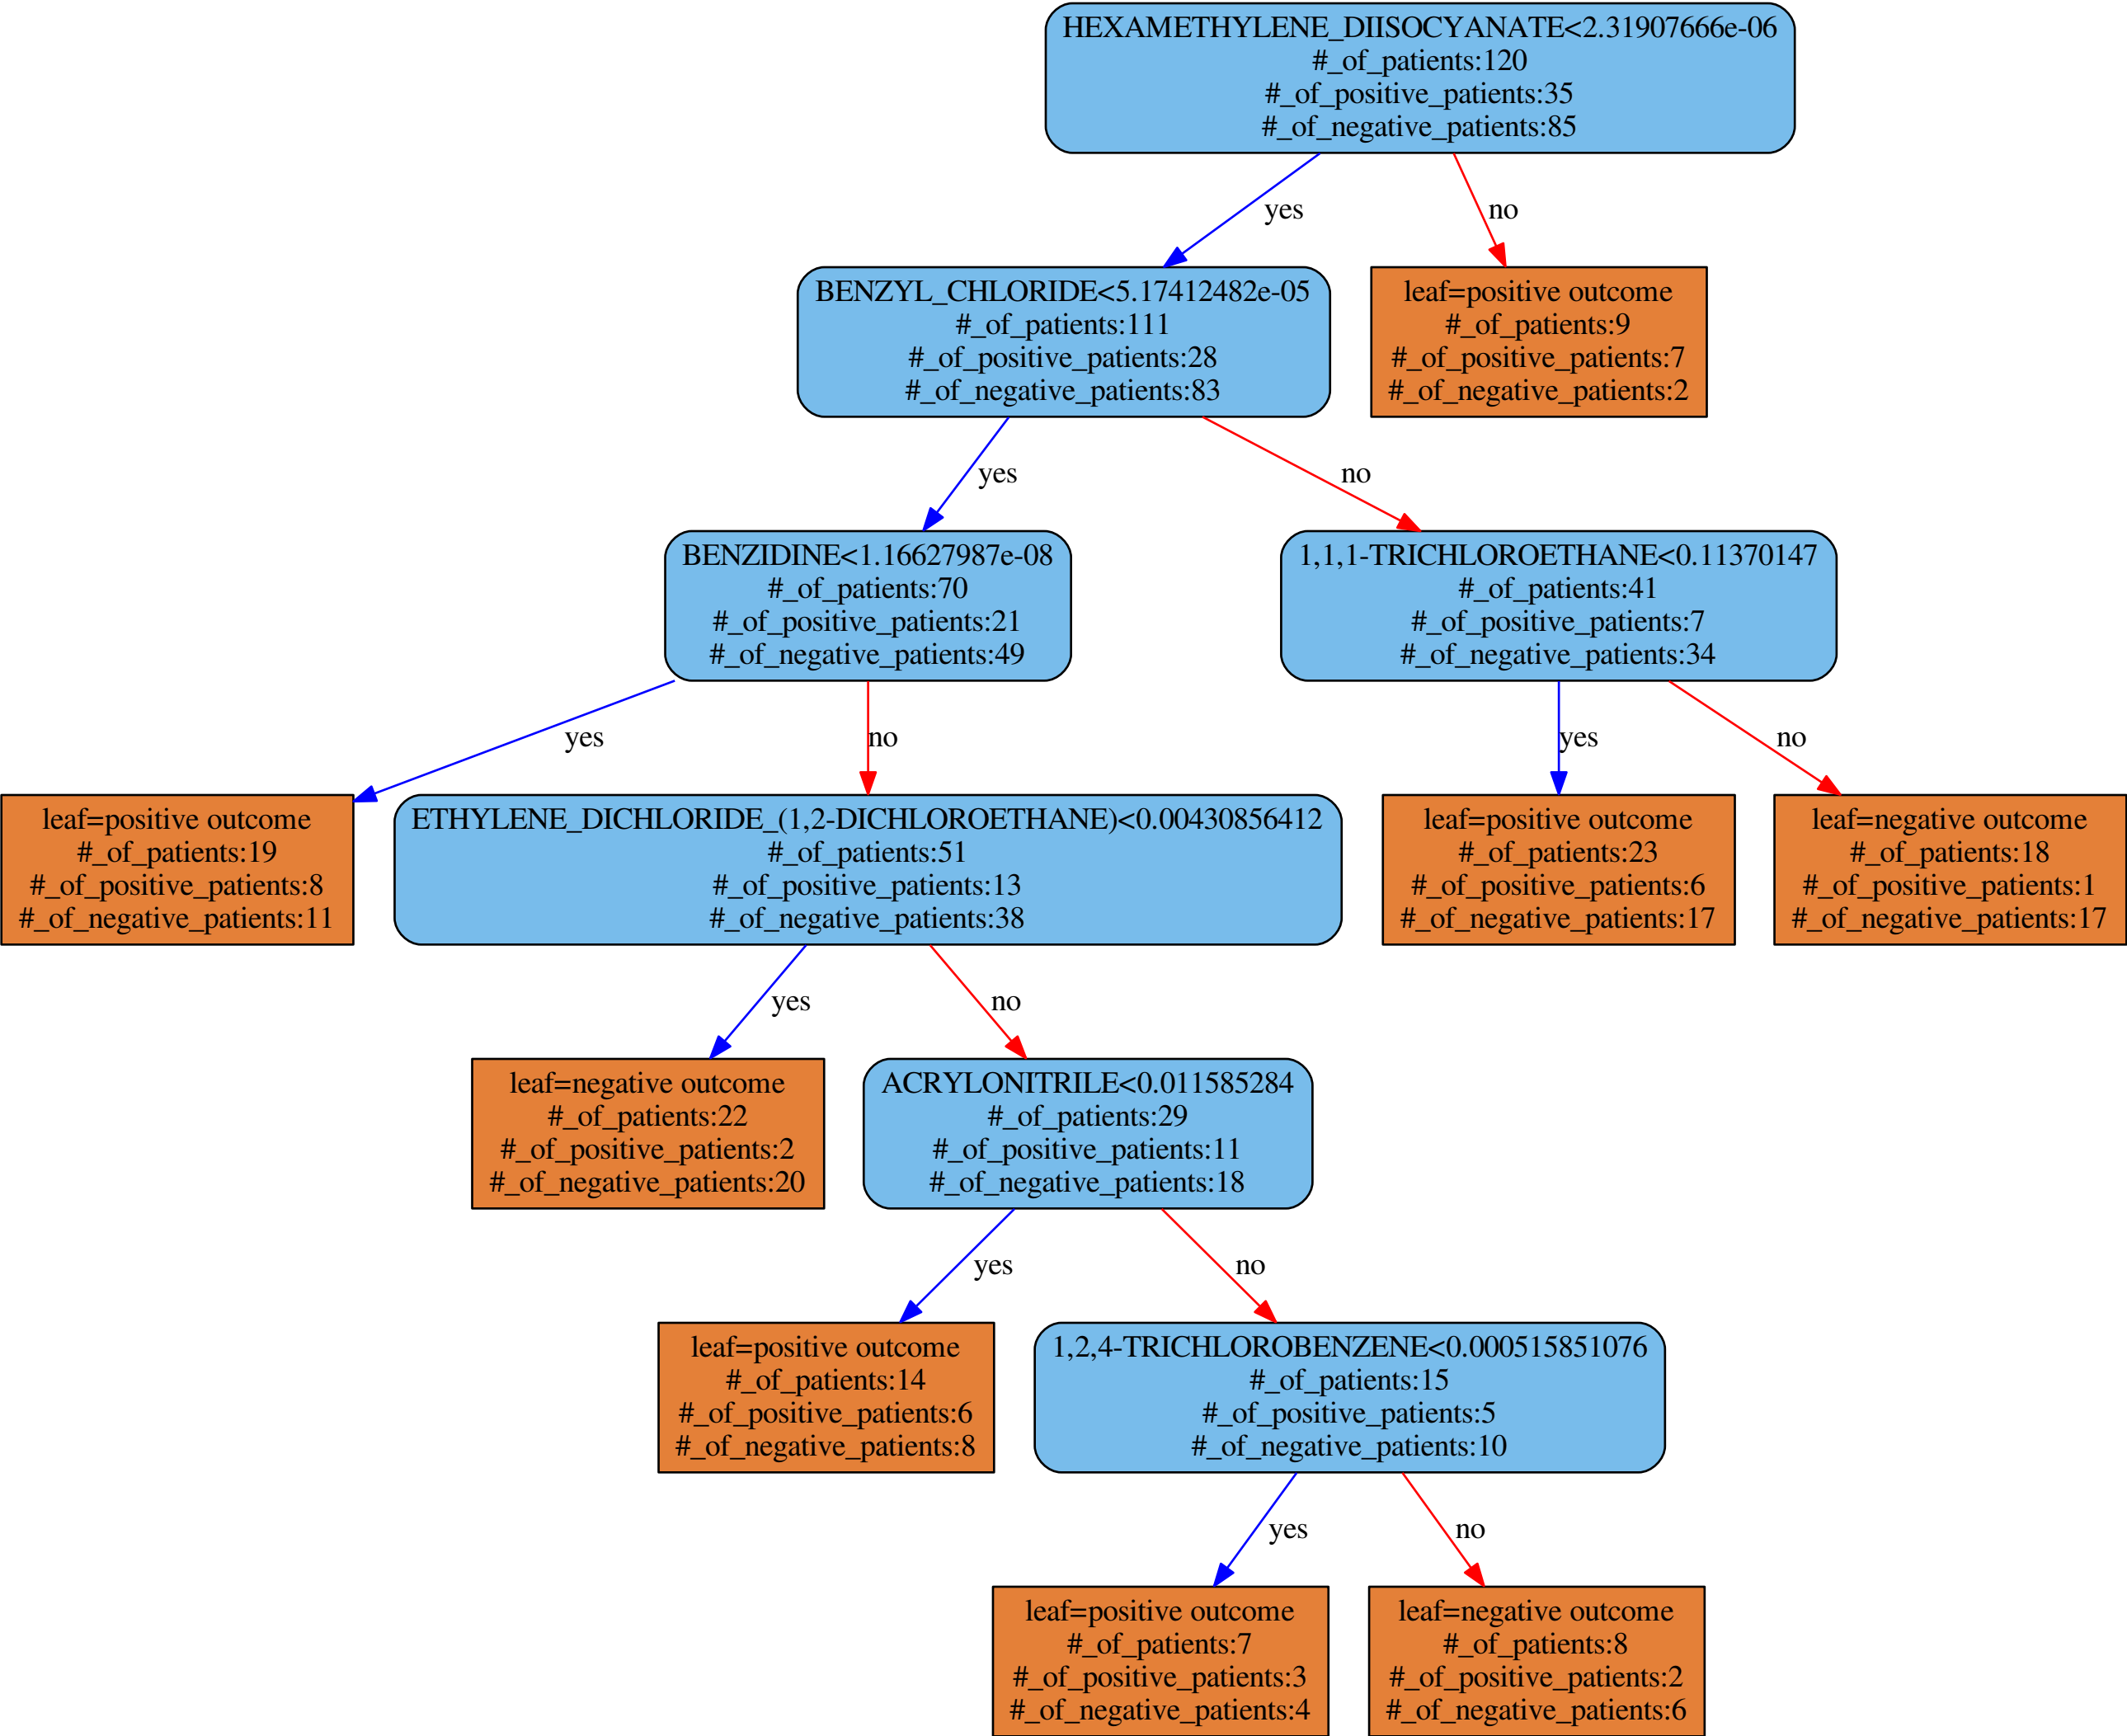 HEXAMETHYLENE_DIISOCYANATE<2.31907666e-06
#_of_patients:120
#_of_positive_patients:35
#_of_negative_patients:85
yes
no
BENZYL_CHLORIDE<5.17412482e-05
#_of_patients:111
#_of_positive_patients:28
#_of_negative_patients:83
leaf=positive outcome
#_of_patients:9
#_of_positive_patients:7
#_of_negative_patients:2
yes
no
BENZIDINE<1.16627987e-08
#_of_patients:70
#_of_positive_patients:21
#_of_negative_patients:49
1,1,1-TRICHLOROETHANE<0.11370147
#_of_patients:41
#_of_positive_patients:7
#_of_negative_patients:34
yes
no
yes
no
leaf=positive outcome
#_of_patients:19
#_of_positive_patients:8
#_of_negative_patients:11
ETHYLENE_DICHLORIDE_(1,2-DICHLOROETHANE)<0.00430856412
#_of_patients:51
#_of_positive_patients:13
#_of_negative_patients:38
leaf=positive outcome
#_of_patients:23
#_of_positive_patients:6
#_of_negative_patients:17
leaf=negative outcome
#_of_patients:18
#_of_positive_patients:1
#_of_negative_patients:17
yes
no
leaf=negative outcome
#_of_patients:22
#_of_positive_patients:2
#_of_negative_patients:20
ACRYLONITRILE<0.011585284
#_of_patients:29
#_of_positive_patients:11
#_of_negative_patients:18
yes
no
leaf=positive outcome
#_of_patients:14
#_of_positive_patients:6
#_of_negative_patients:8
1,2,4-TRICHLOROBENZENE<0.000515851076
#_of_patients:15
#_of_positive_patients:5
#_of_negative_patients:10
yes
no
leaf=positive outcome
#_of_patients:7
#_of_positive_patients:3
#_of_negative_patients:4
leaf=negative outcome
#_of_patients:8
#_of_positive_patients:2
#_of_negative_patients:6